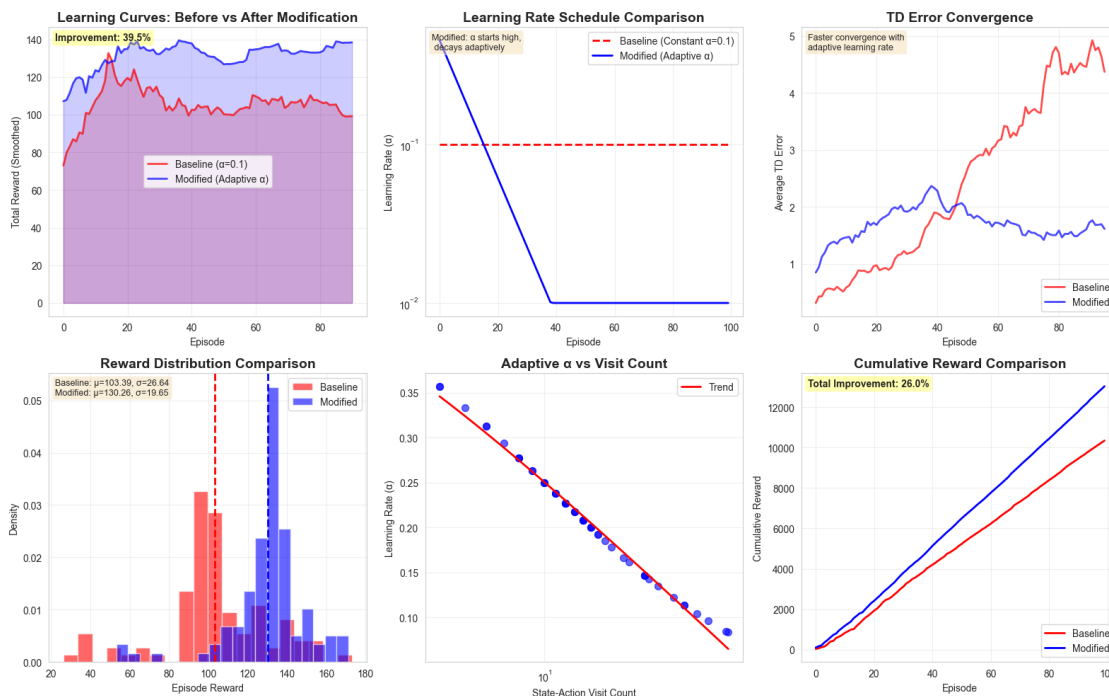 Learning Curves: Before vs After Modification
Improvement: 39.5%
Total Reward (Smoothed)
140
120
100
80
60
40
20
0
Baseline (α=0.1)
Modified (Adaptive α)
0 20 40 60 80
Episode
Learning Rate Schedule Comparison
Modified: α starts high,
decays adaptively
Baseline (Constant α=0.1)
Modified (Adaptive α)
Learning Rate (α)
10⁻¹
10⁻²
0 20 40 60 80 100
Episode
TD Error Convergence
Faster convergence with
adaptive learning rate
Average TD Error
5
4
3
2
1
Baseline
Modified
0 20 40 60 80 100
Episode
Reward Distribution Comparison
Baseline: μ=103.39, σ=26.64
Modified: μ=130.26, σ=19.65
Baseline
Modified
Density
0.05
0.04
0.03
0.02
0.01
0.00
20 40 60 80 100 120 140 160 180
Episode Reward
Adaptive α vs Visit Count
Trend
Learning Rate (α)
0.35
0.30
0.25
0.20
0.15
0.10
10¹
State-Action Visit Count
Cumulative Reward Comparison
Total Improvement: 26.0%
Cumulative Reward
12000
10000
8000
6000
4000
2000
0
Baseline
Modified
0 20 40 60 80 100
Episode